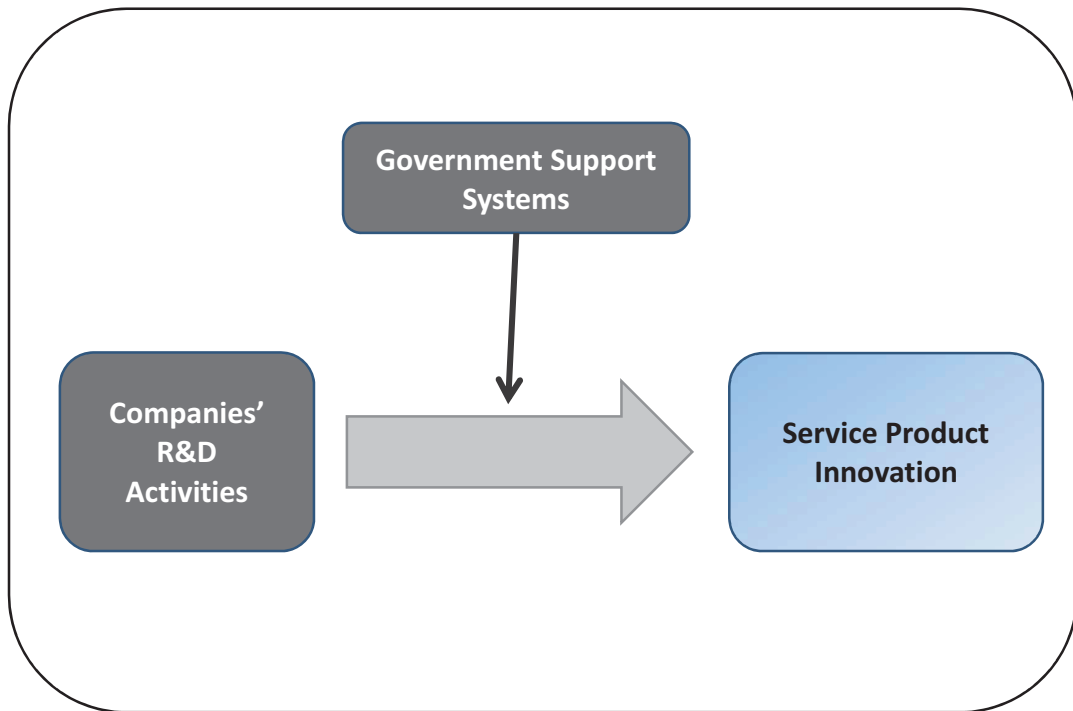 Government Support
Systems
Companies’
R&D
Activities
Service Product
Innovation